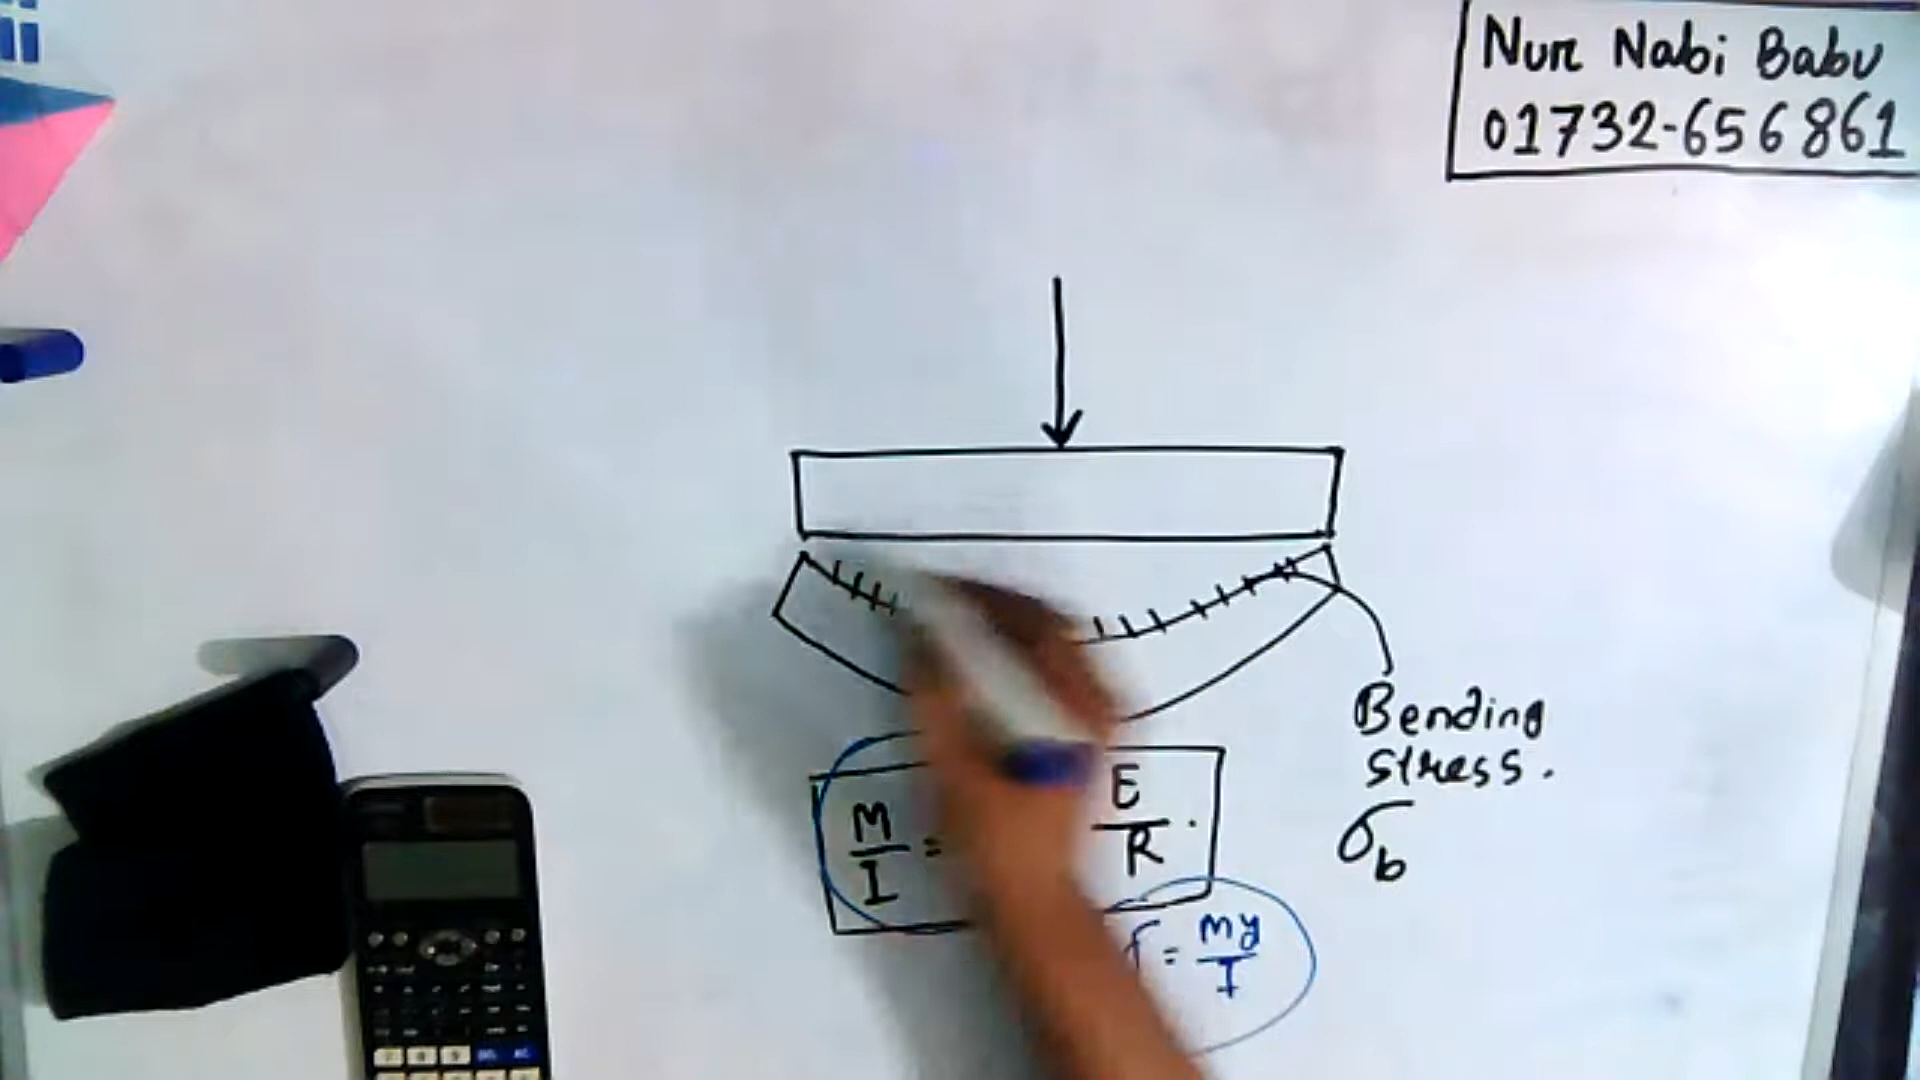 Nur Nabi Babu
01732-656861
Bending
stress.
σb
M/I =
E/R .
= my/I